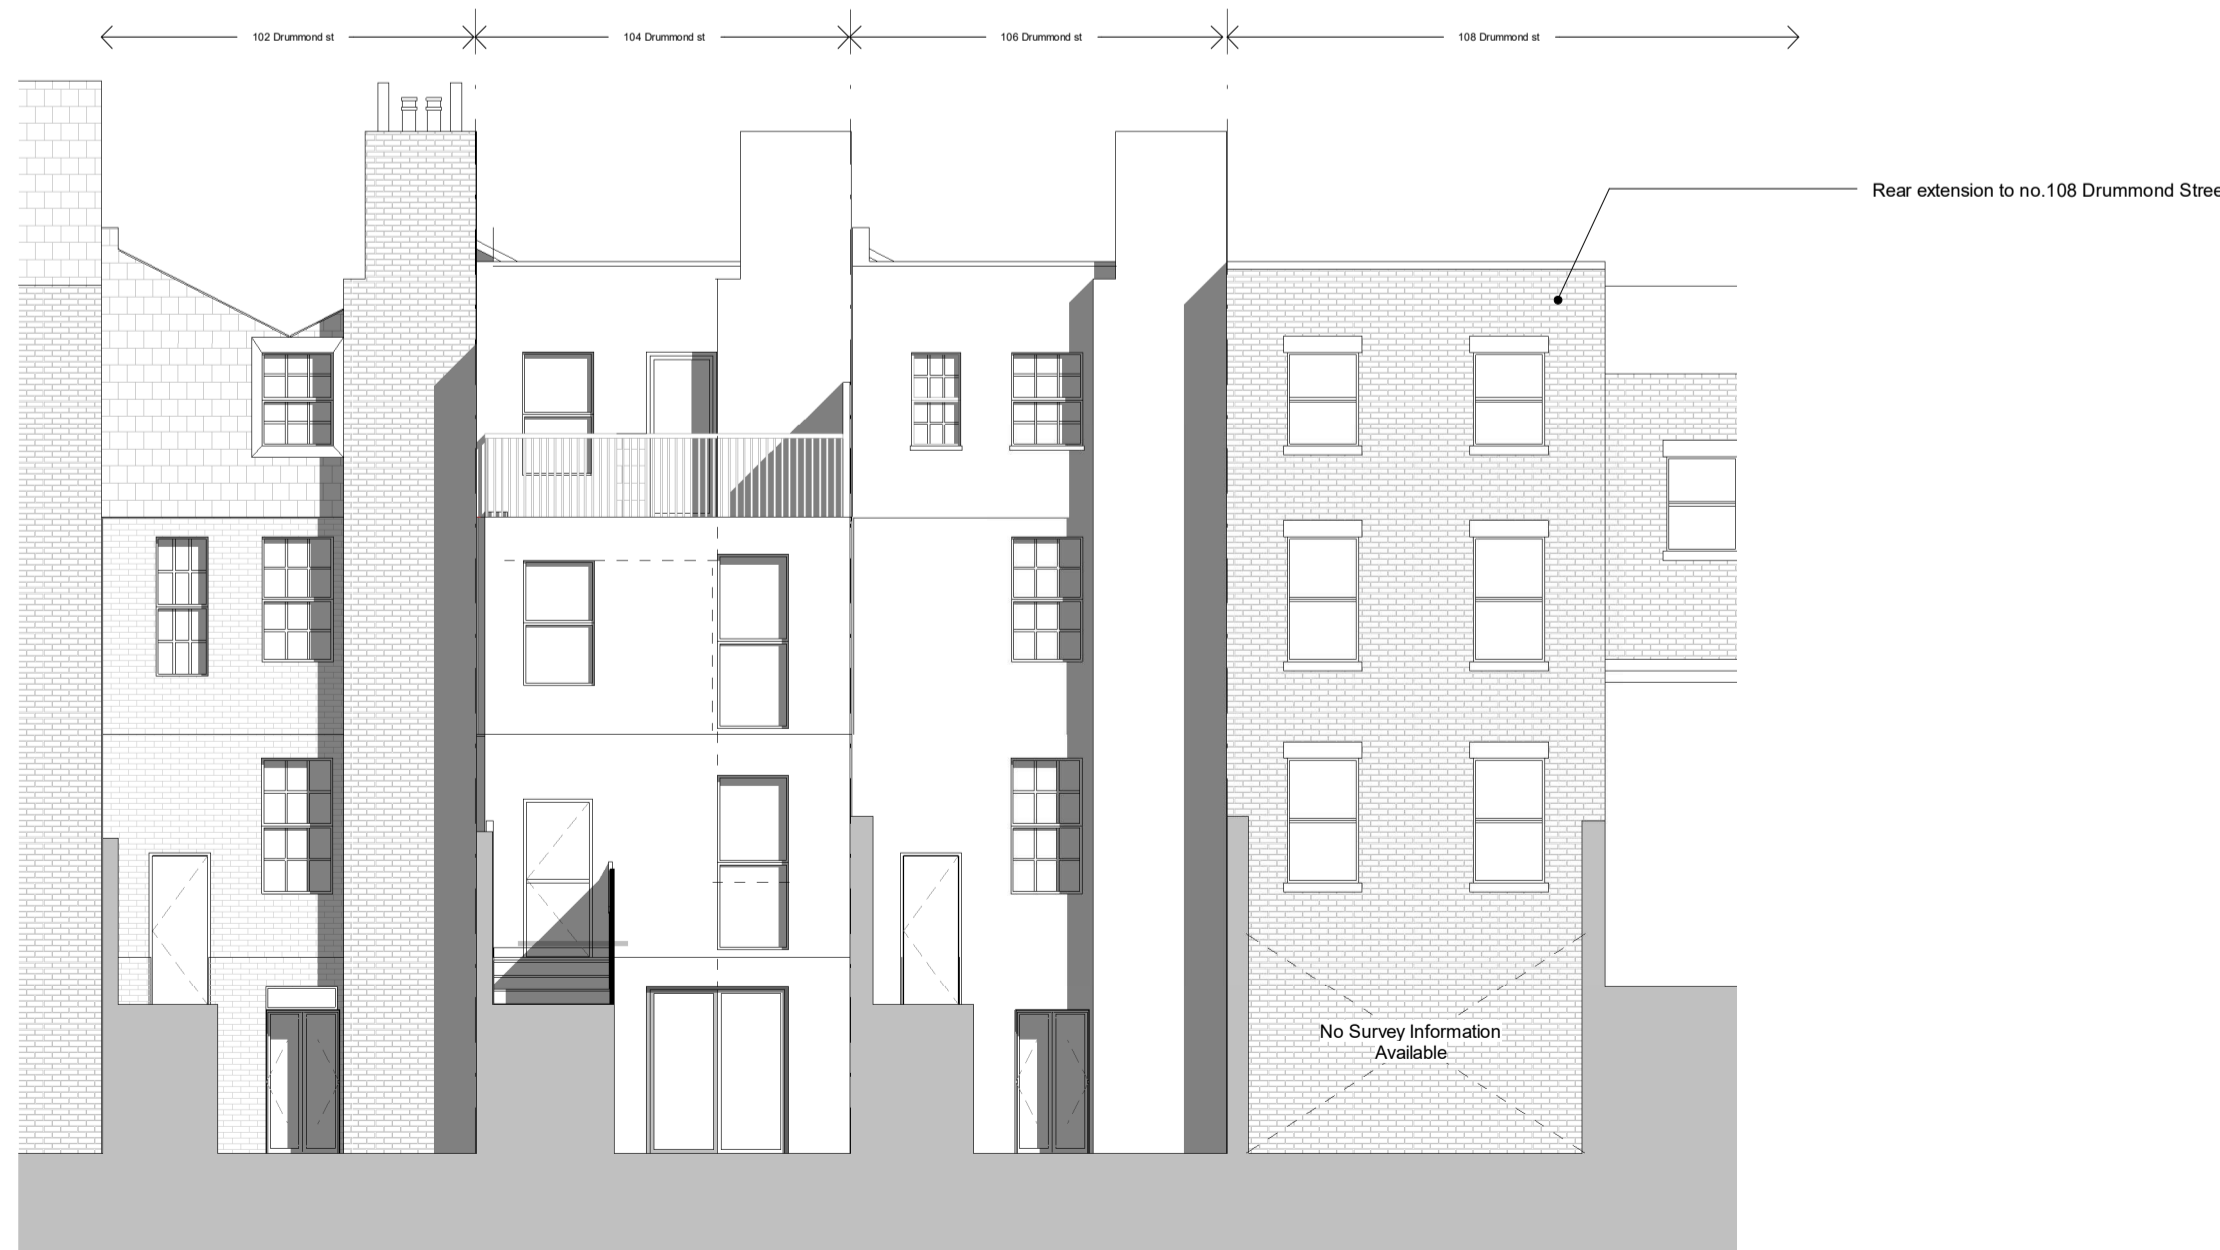 102 Drummond st
104 Drummond st
106 Drummond st
108 Drummond st
Rear extension to no.108 Drummond Stree
No Survey Information
Available